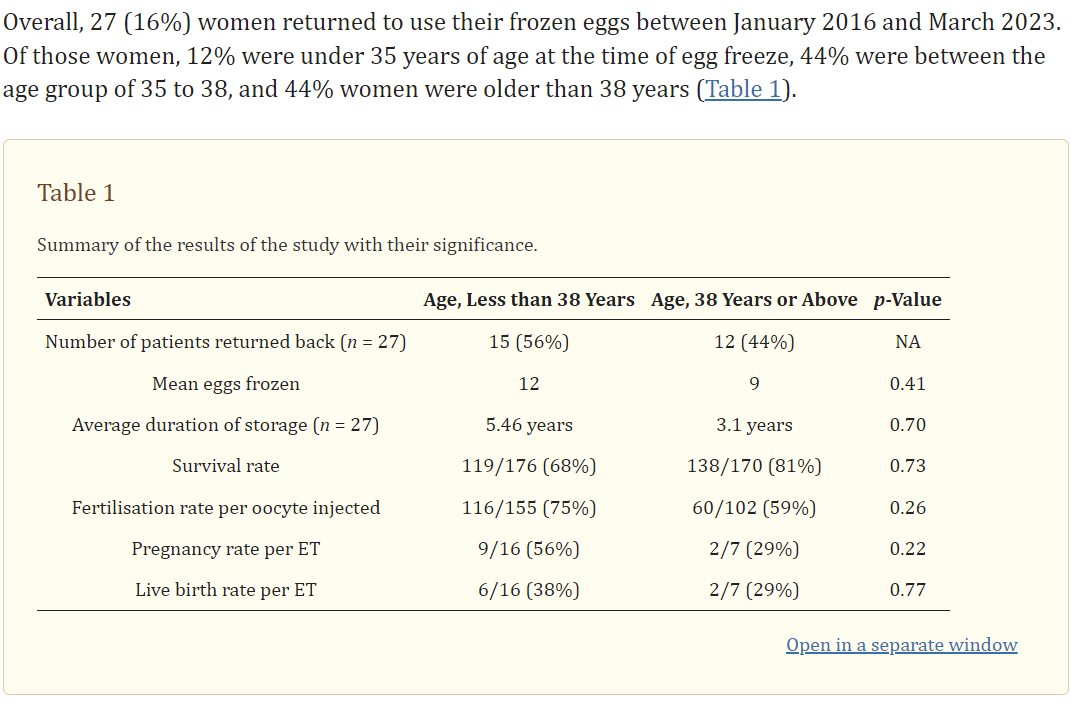 Overall, 27 (16%) women returned to use their frozen eggs between January 2016 and March 2023.
Of those women, 12% were under 35 years of age at the time of egg freeze, 44% were between the
age group of 35 to 38, and 44% women were older than 38 years (Table 1).
Table 1
Summary of the results of the study with their significance.
Variables Age, Less than 38 Years Age, 38 Years or Above p-Value
Number of patients returned back (n = 27) 15 (56%) 12 (44%) NA
Mean eggs frozen 12 9 0.41
Average duration of storage (n = 27) 5.46 years 3.1 years 0.70
Survival rate 119/176 (68%) 138/170 (81%) 0.73
Fertilisation rate per oocyte injected 116/155 (75%) 60/102 (59%) 0.26
Pregnancy rate per ET 9/16 (56%) 2/7 (29%) 0.22
Live birth rate per ET 6/16 (38%) 2/7 (29%) 0.77
Open in a separate window